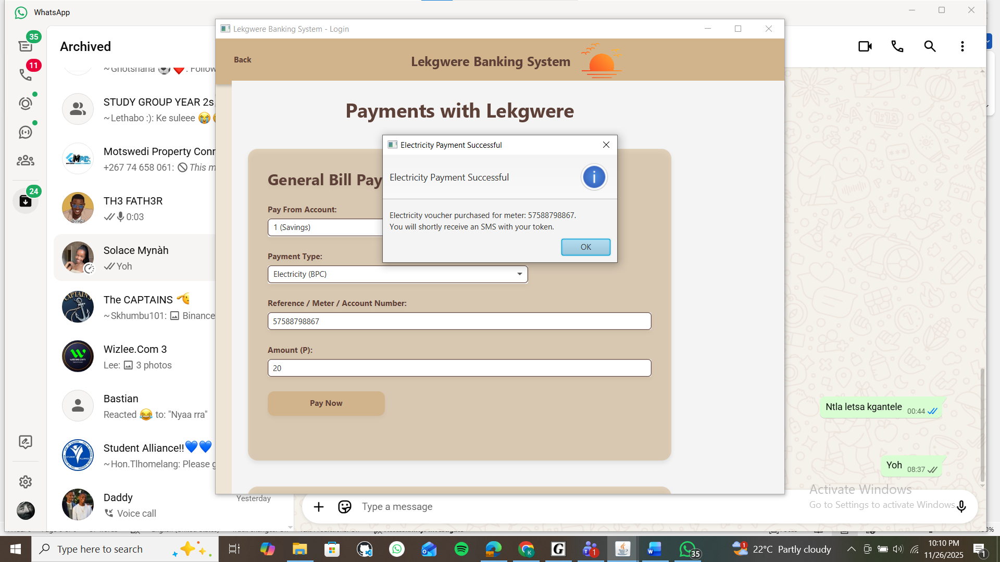 WhatsApp
35
11
24
Archived
STUDY GROUP YEAR 2s
~Lethabo :): Ke suleee 😭
Motswedi Property Conn
+267 74 658 061: This m
TH3 FATH3R
0:03
Solace Mynàh
Yoh
The CAPTAINS
~Skhumbu101: Binance
Wizlee.Com 3
Lee: 3 photos
Bastian
Reacted 😂 to: "Nyaa rra"
Student Alliance!!💙💙
~Hon.Tlhomelang: Please g
Daddy
Yesterday
Voice call
Lekgwere Banking System - Login
Back
Lekgwere Banking System
Payments with Lekgwere
General Bill Pay
Pay From Account:
1 (Savings)
Payment Type:
Electricity (BPC)
Reference / Meter / Account Number:
57588798867
Amount (P):
20
Pay Now
Electricity Payment Successful
Electricity Payment Successful
Electricity voucher purchased for meter: 57588798867.
You will shortly receive an SMS with your token.
OK
Ntla letsa kgantele 00:44
Yoh 08:37
Activate Windows
Go to Settings to activate Windows.
Type a message
Type here to search
1
35
1
22°C Partly cloudy
10:10 PM
11/26/2025
1